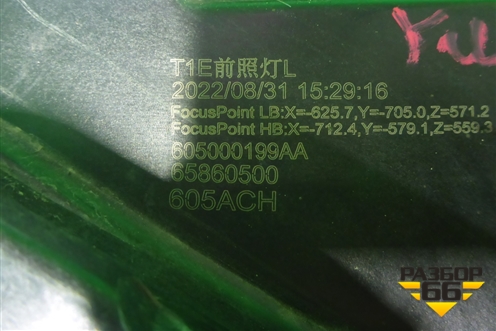 T1E前照灯L
2022/08/31 15:29:16
FocusPoint LB:X=-625.7,Y=-705.0,Z=571.2
FocusPoint HB:X=-712.4,Y=-579.1,Z=559.3
605000199AA
65860500
605ACH
РАЗБОР
66